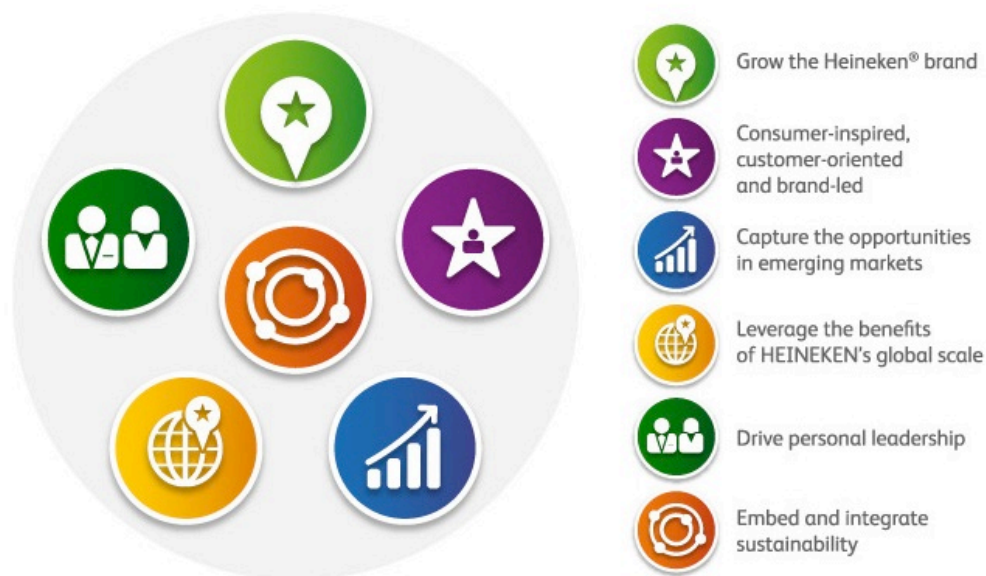 Grow the Heineken® brand
Consumer-inspired,
customer-oriented
and brand-led
Capture the opportunities
in emerging markets
Leverage the benefits
of HEINEKEN's global scale
Drive personal leadership
Embed and integrate
sustainability